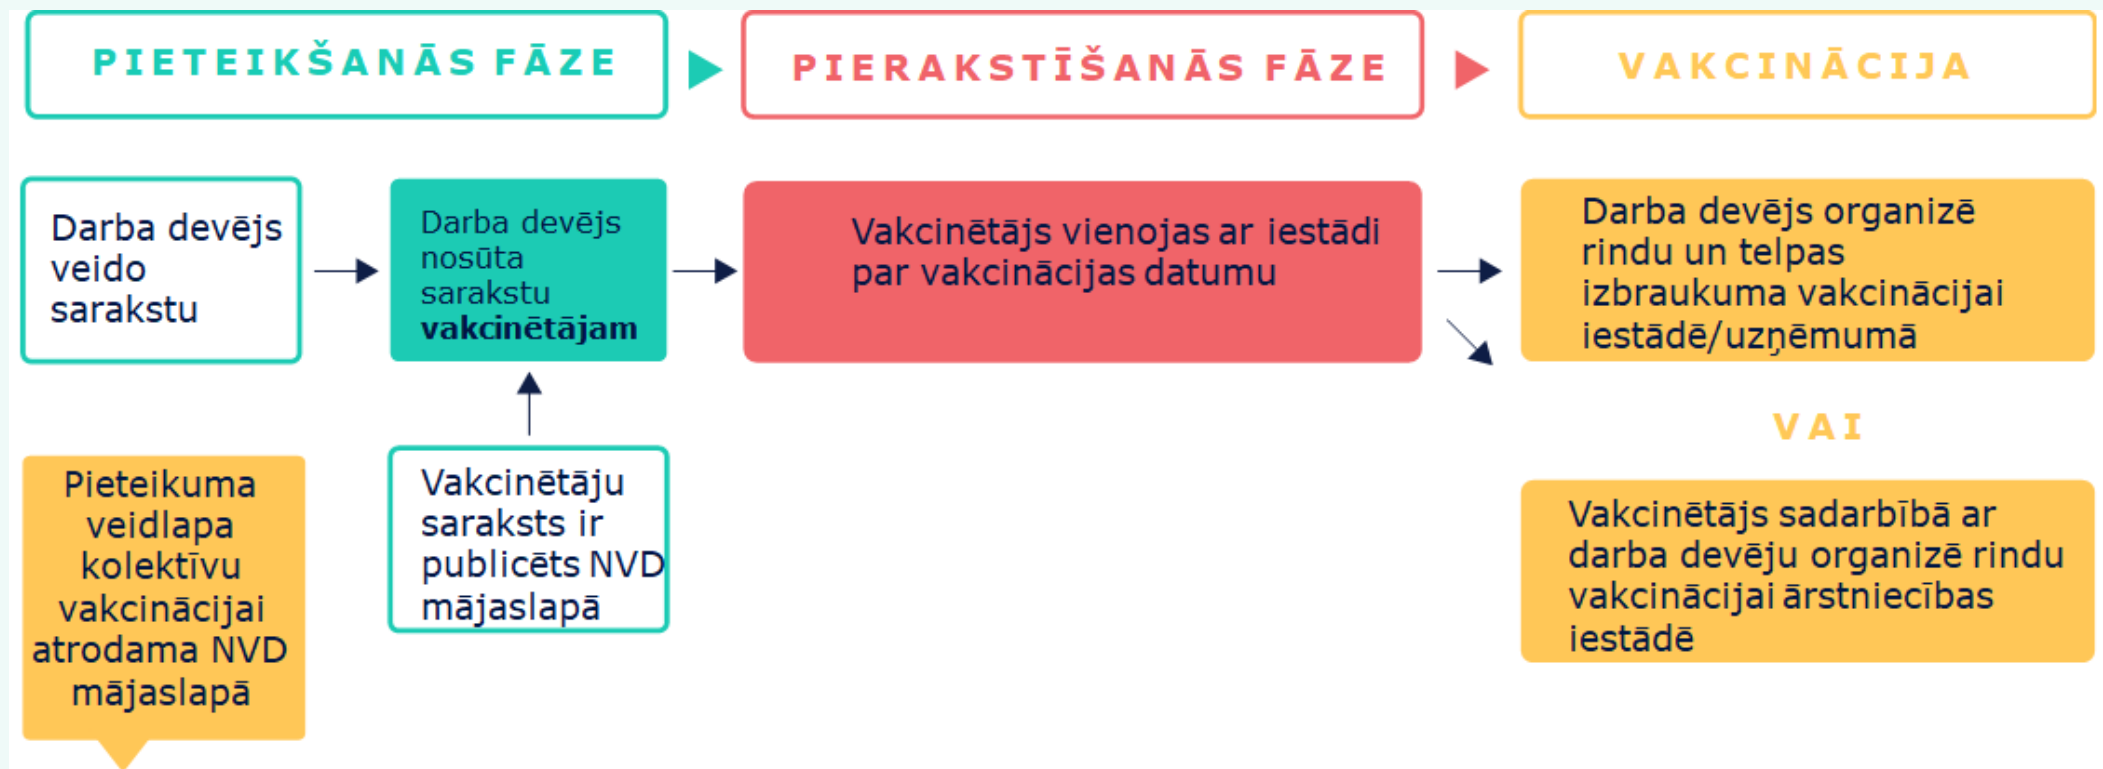 PIETEIKŠANĀS FĀZE
PIERAKSTĪŠANĀS FĀZE
VAKCINĀCIJA
Darba devējs
veido
sarakstu
Darba devējs
nosūta
sarakstu
vakcinētājam
Vakcinētājs vienojas ar iestādi
par vakcinācijas datumu
Darba devējs organizē
rindu un telpas
izbraukuma vakcinācijai
iestādē/uzņēmumā
VAI
Pieteikuma
veidlapa
kolektīvu
vakcinācijai
atrodama NVD
mājaslapā
Vakcinētāju
saraksts ir
publicēts NVD
mājaslapā
Vakcinētājs sadarbībā ar
darba devēju organizē rindu
vakcinācijai ārstniecības
iestādē